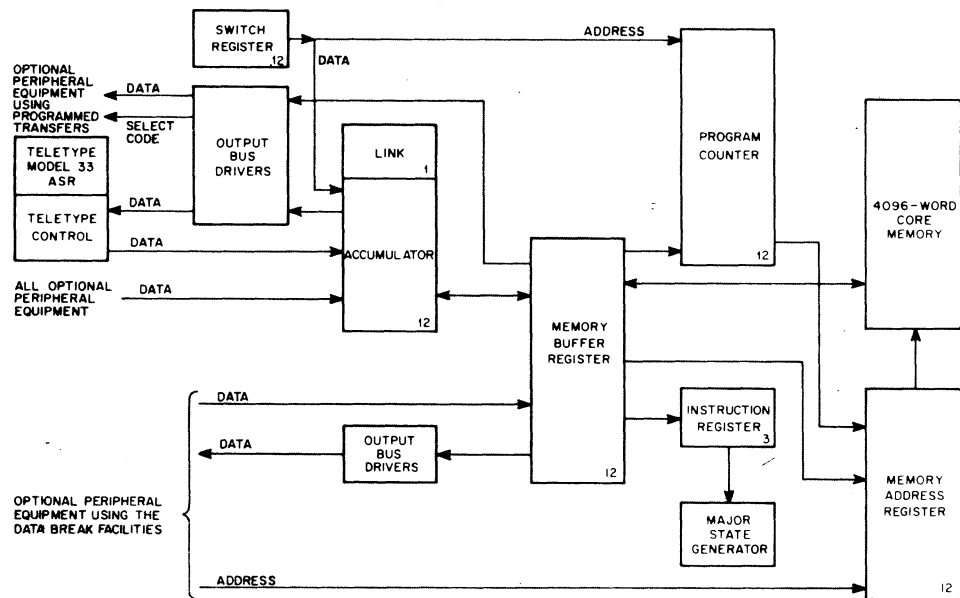 SWITCH
REGISTER
12
DATA
ADDRESS
OPTIONAL
PERIPHERAL
EQUIPMENT
USING
PROGRAMMED
TRANSFERS
DATA
SELECT
CODE
OUTPUT
BUS
DRIVERS
LINK
1
PROGRAM
COUNTER
12
4096-WORD
CORE
MEMORY
TELETYPE
MODEL 33
ASR
TELETYPE
CONTROL
DATA
DATA
ACCUMULATOR
12
ALL OPTIONAL
PERIPHERAL
EQUIPMENT
DATA
MEMORY
BUFFER
REGISTER
12
DATA
DATA
OUTPUT
BUS
DRIVERS
INSTRUCTION
REGISTER
3
MAJOR
STATE
GENERATOR
MEMORY
ADDRESS
REGISTER
12
OPTIONAL PERIPHERAL
EQUIPMENT USING THE
DATA BREAK FACILITIES
ADDRESS